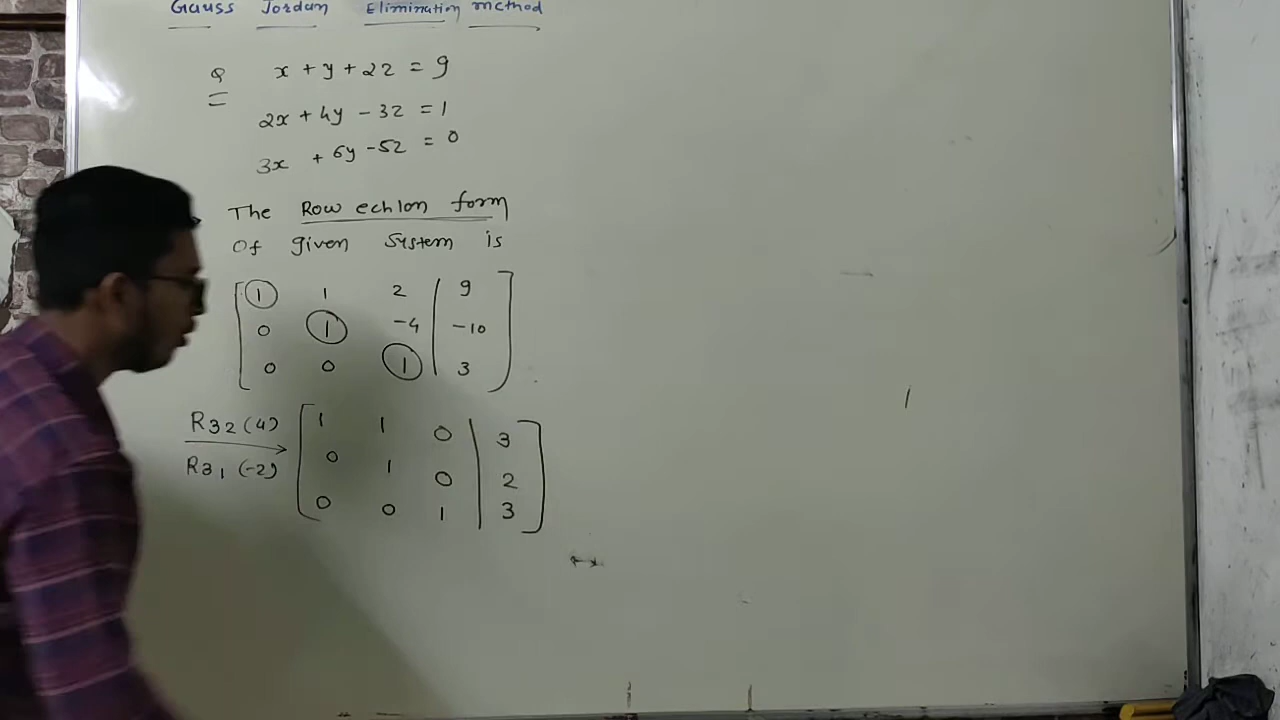 Gauss Jordan Elimination method
Q x + y + 2z = 9
2x + 4y - 3z = 1
3x + 6y - 5z = 0
The Row echlon form
of given system is
1 1 2 | 9
0 1 -4 | -10
0 0 1 | 3
R32 (4)
R31 (-2)
1 1 0 | 3
0 1 0 | 2
0 0 1 | 3